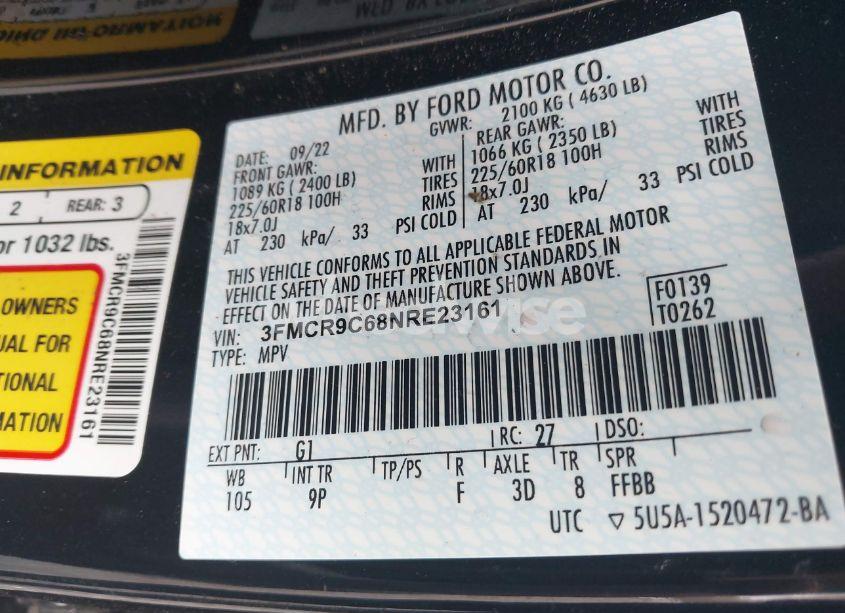 MFD. BY FORD MOTOR CO.
DATE: 09/22 GVWR: 2100 KG ( 4630 LB)
FRONT GAWR: REAR GAWR:
1089 KG ( 2400 LB) WITH 1066 KG ( 2350 LB) WITH
225/60R18 100H TIRES 225/60R18 100H TIRES
18x7.0J RIMS 18x7.0J RIMS
AT 230 kPa/ 33 PSI COLD AT 230 kPa/ 33 PSI COLD
THIS VEHICLE CONFORMS TO ALL APPLICABLE FEDERAL MOTOR
VEHICLE SAFETY AND THEFT PREVENTION STANDARDS IN
EFFECT ON THE DATE OF MANUFACTURE SHOWN ABOVE.
VIN: 3FMCR9C68NRE23161
TYPE: MPV
F0139
T0262
EXT PNT: G1 RC: 27 DSO:
WB INT TR TP/PS R AXLE TR SPR
105 9P F 3D 8 FFBB
UTC ▽ 5U5A-1520472-BA
INFORMATION
2 REAR: 3
or 1032 lbs.
OWNERS
UAL FOR
TIONAL
MATION
3FMCR9C68NRE23161